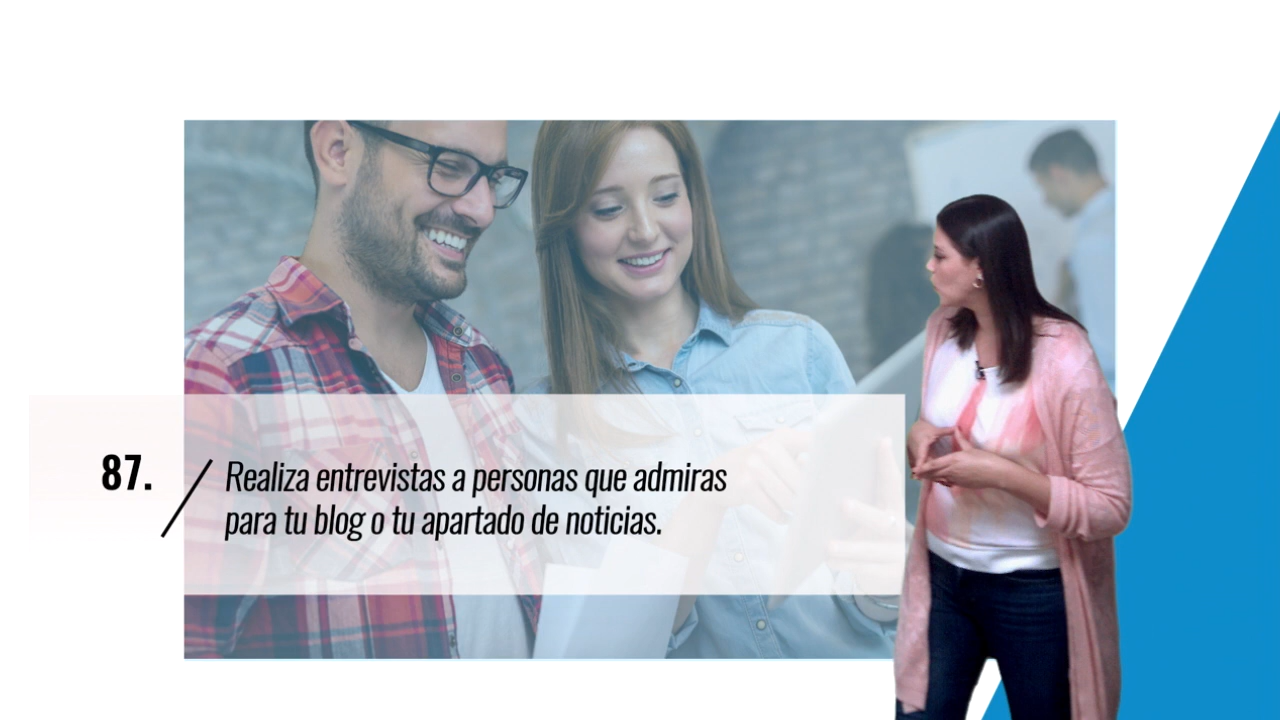 87.
Realiza entrevistas a personas que admiras
para tu blog o tu apartado de noticias.